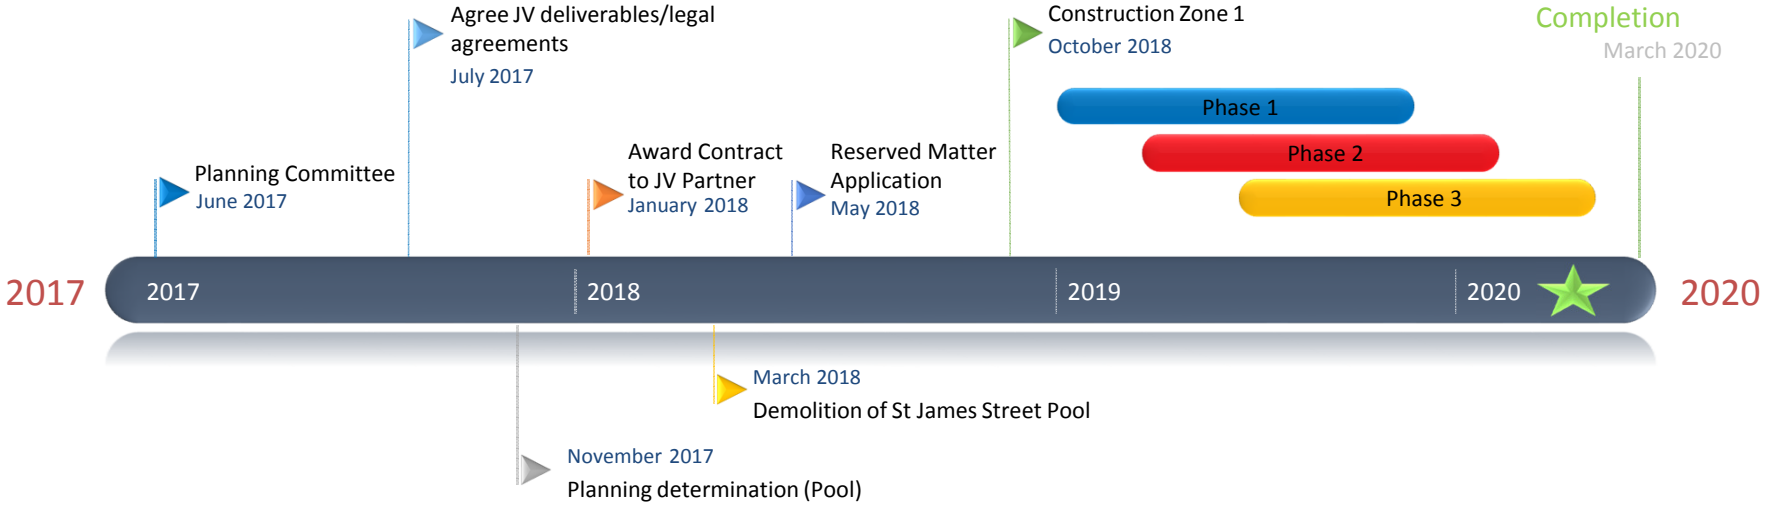 Agree JV deliverables/legal
agreements
July 2017
Construction Zone 1
October 2018
Completion
March 2020
Phase 1
Phase 2
Phase 3
Planning Committee
June 2017
Award Contract
to JV Partner
January 2018
Reserved Matter
Application
May 2018
2017
2017
2018
2019
2020
2020
March 2018
Demolition of St James Street Pool
November 2017
Planning determination (Pool)